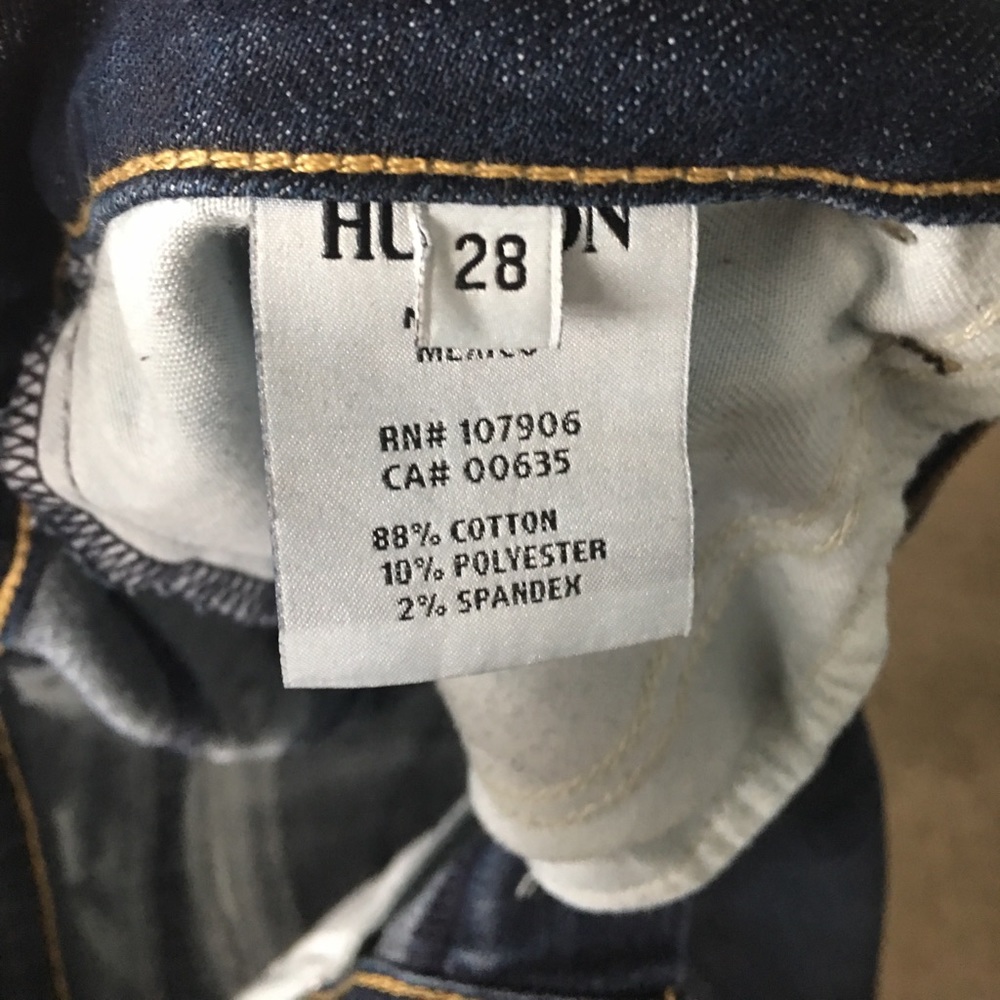 28
RN# 107906
CA# 00635
88% COTTON
10% POLYESTER
2% SPANDEX